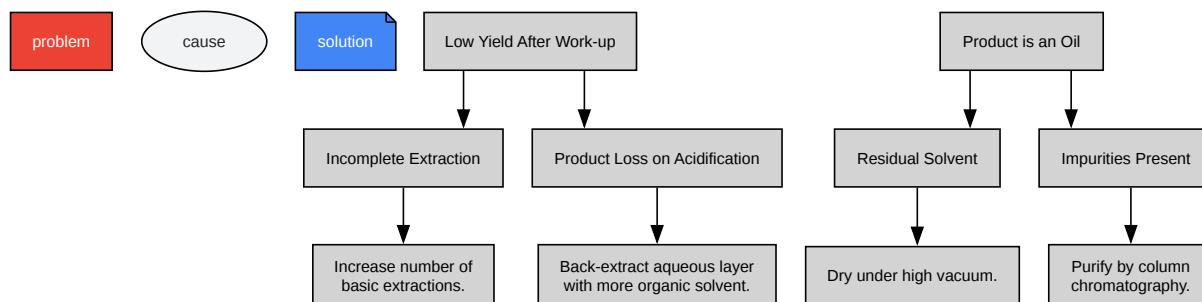 problem
cause
solution
Low Yield After Work-up
Product is an Oil
Incomplete Extraction
Product Loss on Acidification
Residual Solvent
Impurities Present
Increase number of
basic extractions.
Back-extract aqueous layer
with more organic solvent.
Dry under high vacuum.
Purify by column
chromatography.